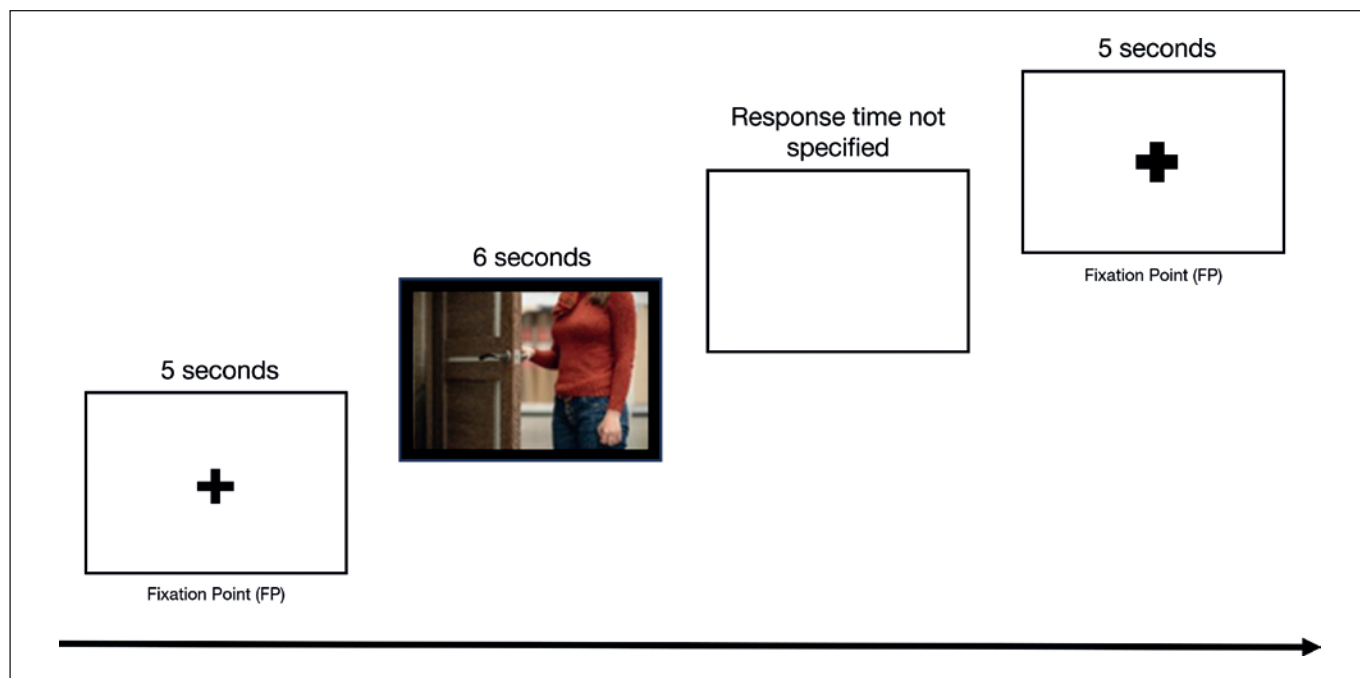 5 seconds
Fixation Point (FP)
6 seconds
Response time not
specified
5 seconds
Fixation Point (FP)